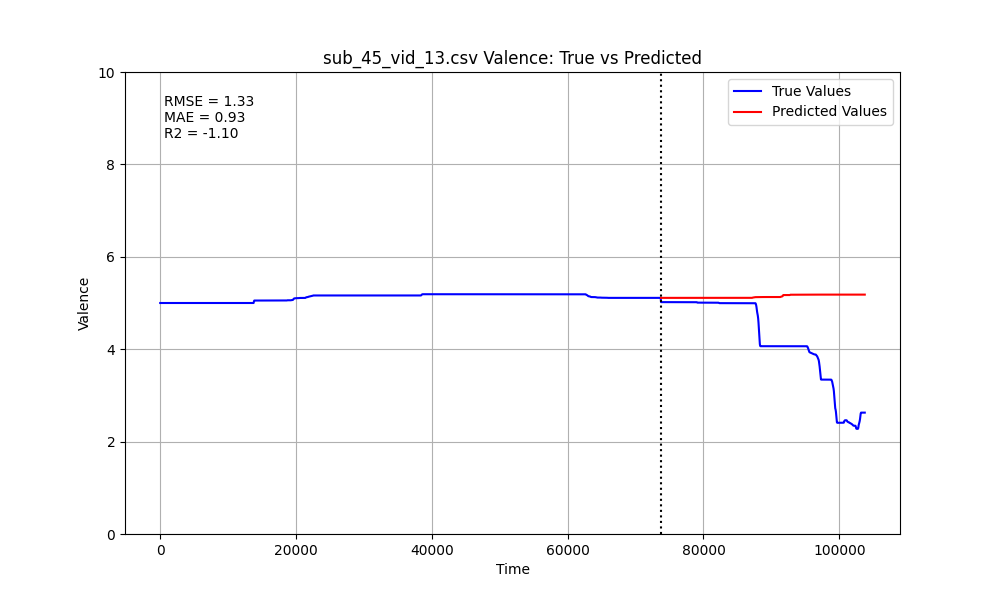 sub_45_vid_13.csv Valence: True vs Predicted
RMSE = 1.33
MAE = 0.93
R2 = -1.10
True Values
Predicted Values
10
8
6
4
2
0
Valence
0
20000
40000
60000
80000
100000
Time